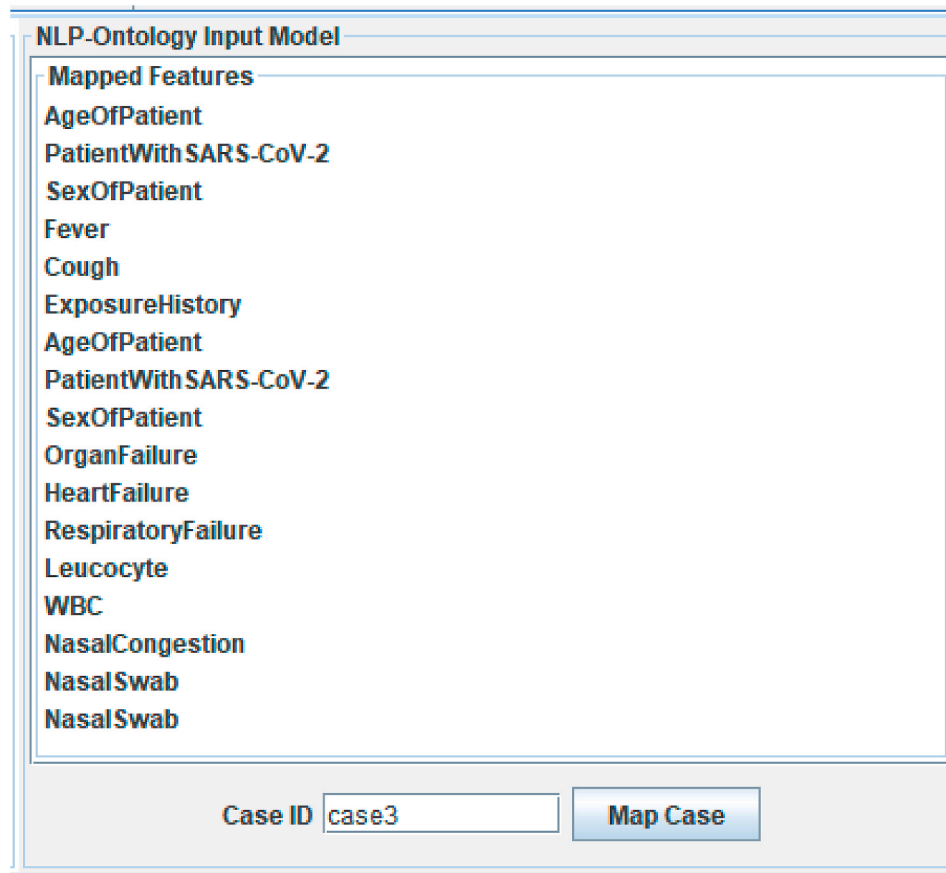 NLP-Ontology Input Model
Mapped Features
AgeOfPatient
PatientWithSARS-CoV-2
SexOfPatient
Fever
Cough
ExposureHistory
AgeOfPatient
PatientWithSARS-CoV-2
SexOfPatient
OrganFailure
HeartFailure
RespiratoryFailure
Leucocyte
WBC
NasalCongestion
NasalSwab
NasalSwab
Case ID case3 Map Case